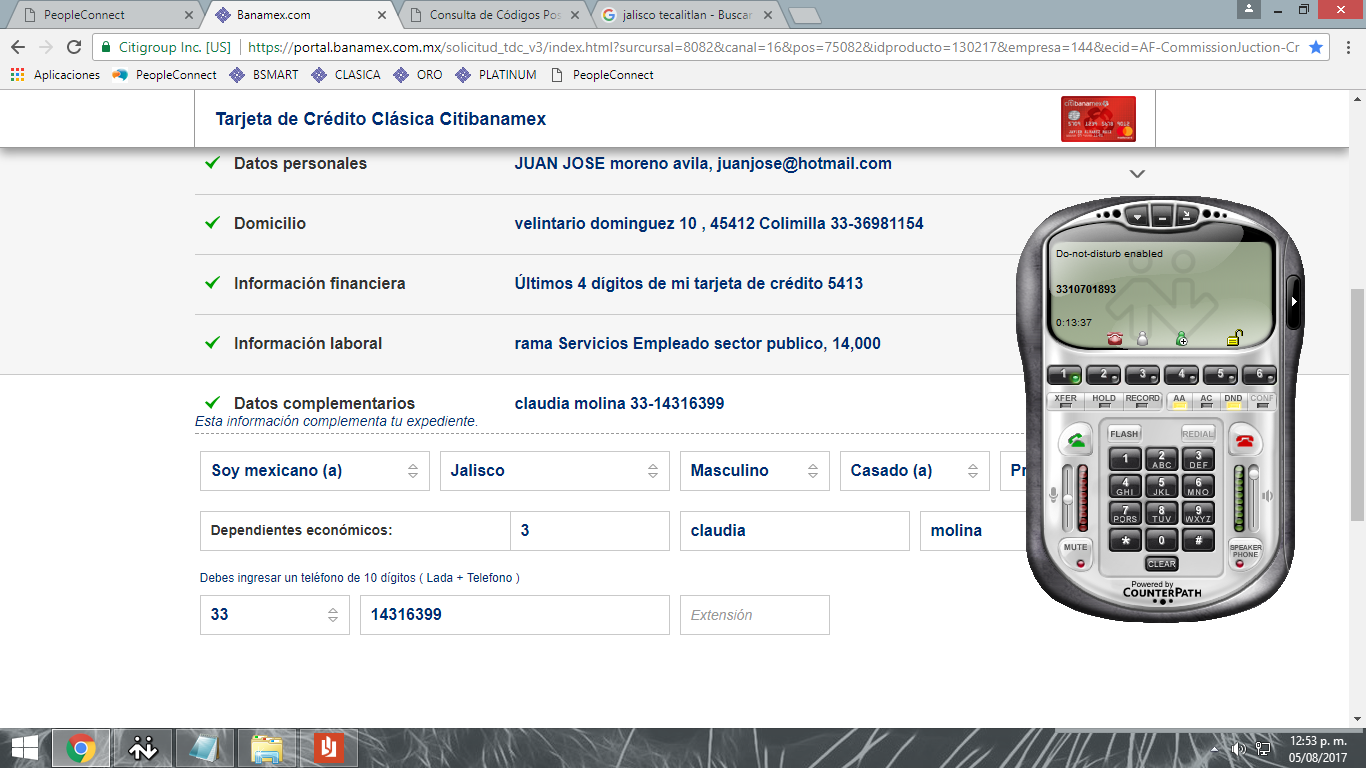 PeopleConnect
Banamex.com
Consulta de Códigos Pos
jalisco tecalitlan - Buscar
Citigroup Inc. [US]
https://portal.banamex.com.mx/solicitud_tdc_v3/index.html?surcursal=8082&canal=16&pos=75082&idproducto=130217&empresa=144&ecid=AF-CommissionJuction-Cr
Aplicaciones PeopleConnect BSMART CLASICA ORO PLATINUM PeopleConnect
Tarjeta de Crédito Clásica Citibanamex
citibanamex
Datos personales JUAN JOSE moreno avila, juanjose@hotmail.com
Domicilio velintario dominguez 10 , 45412 Colimilla 33-36981154
Información financiera Últimos 4 dígitos de mi tarjeta de crédito 5413
Información laboral rama Servicios Empleado sector publico, 14,000
Datos complementarios claudia molina 33-14316399
Esta información complementa tu expediente.
Soy mexicano (a) Jalisco Masculino Casado (a) Pr
Dependientes económicos: 3 claudia molina
Debes ingresar un teléfono de 10 dígitos ( Lada + Telefono )
33 14316399 Extensión
Do-not-disturb enabled
3310701893
0:13:37
1 2 3 4 5 6
XFER HOLD RECORD AA AC DND CONF
FLASH REDIAL
1 2 ABC 3 DEF
4 GHI 5 JKL 6 MNO
7 PQRS 8 TUV 9 WXYZ
* 0 #
MUTE CLEAR SPEAKER PHONE
Powered by
COUNTERPATH
12:53 p. m.
05/08/2017